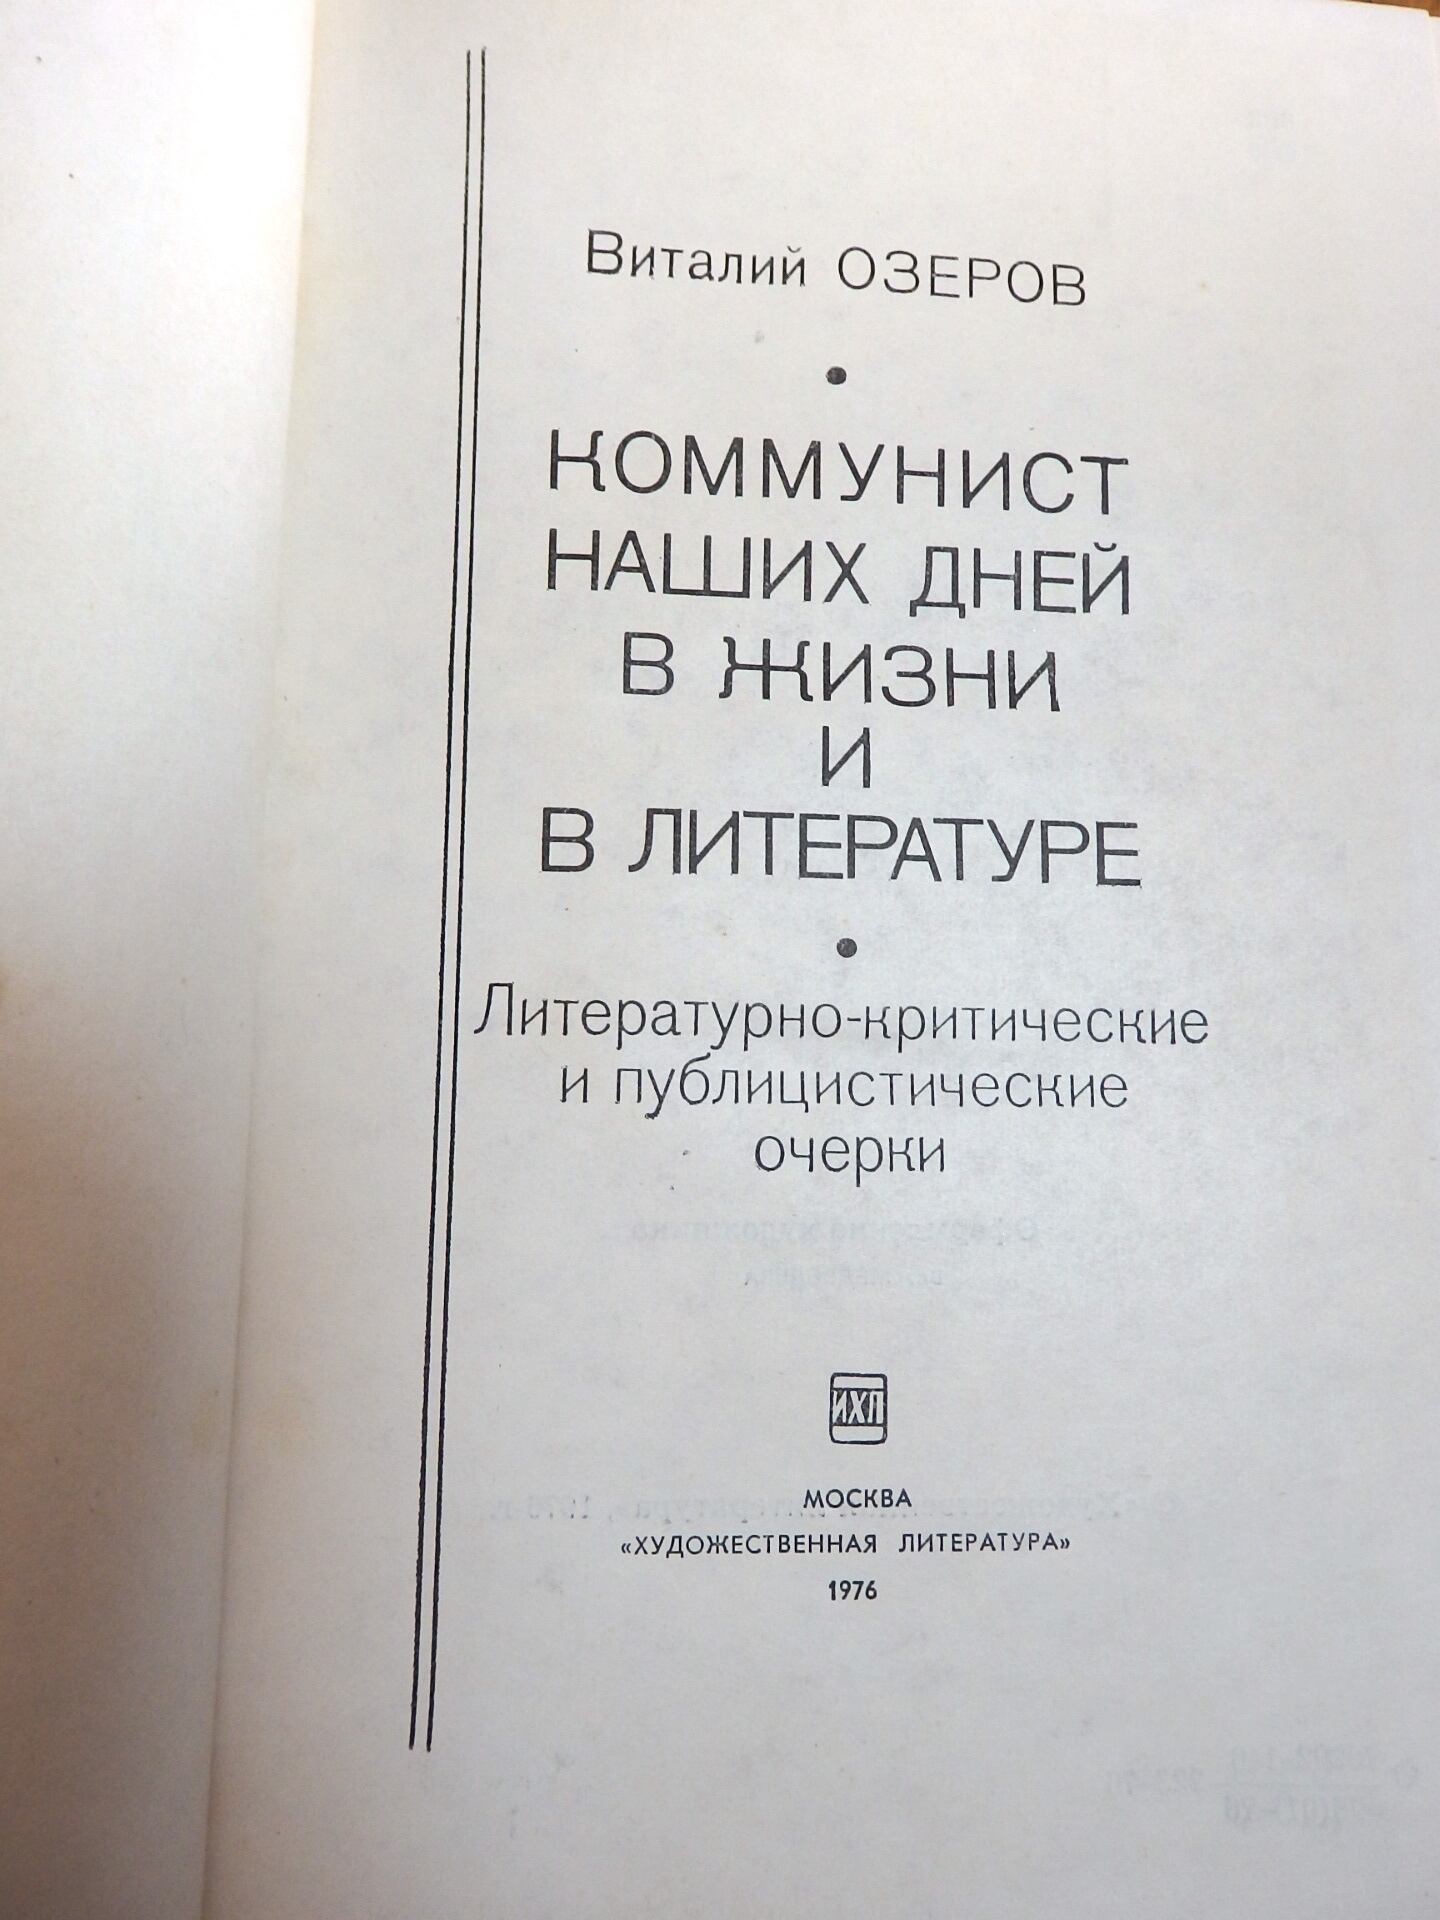 Виталий ОЗЕРОВ
КОММУНИСТ
НАШИХ ДНЕЙ
В ЖИЗНИ
И
В ЛИТЕРАТУРЕ
Литературно-критические
и публицистические
очерки
ИХЛ
МОСКВА
«ХУДОЖЕСТВЕННАЯ ЛИТЕРАТУРА»
1976